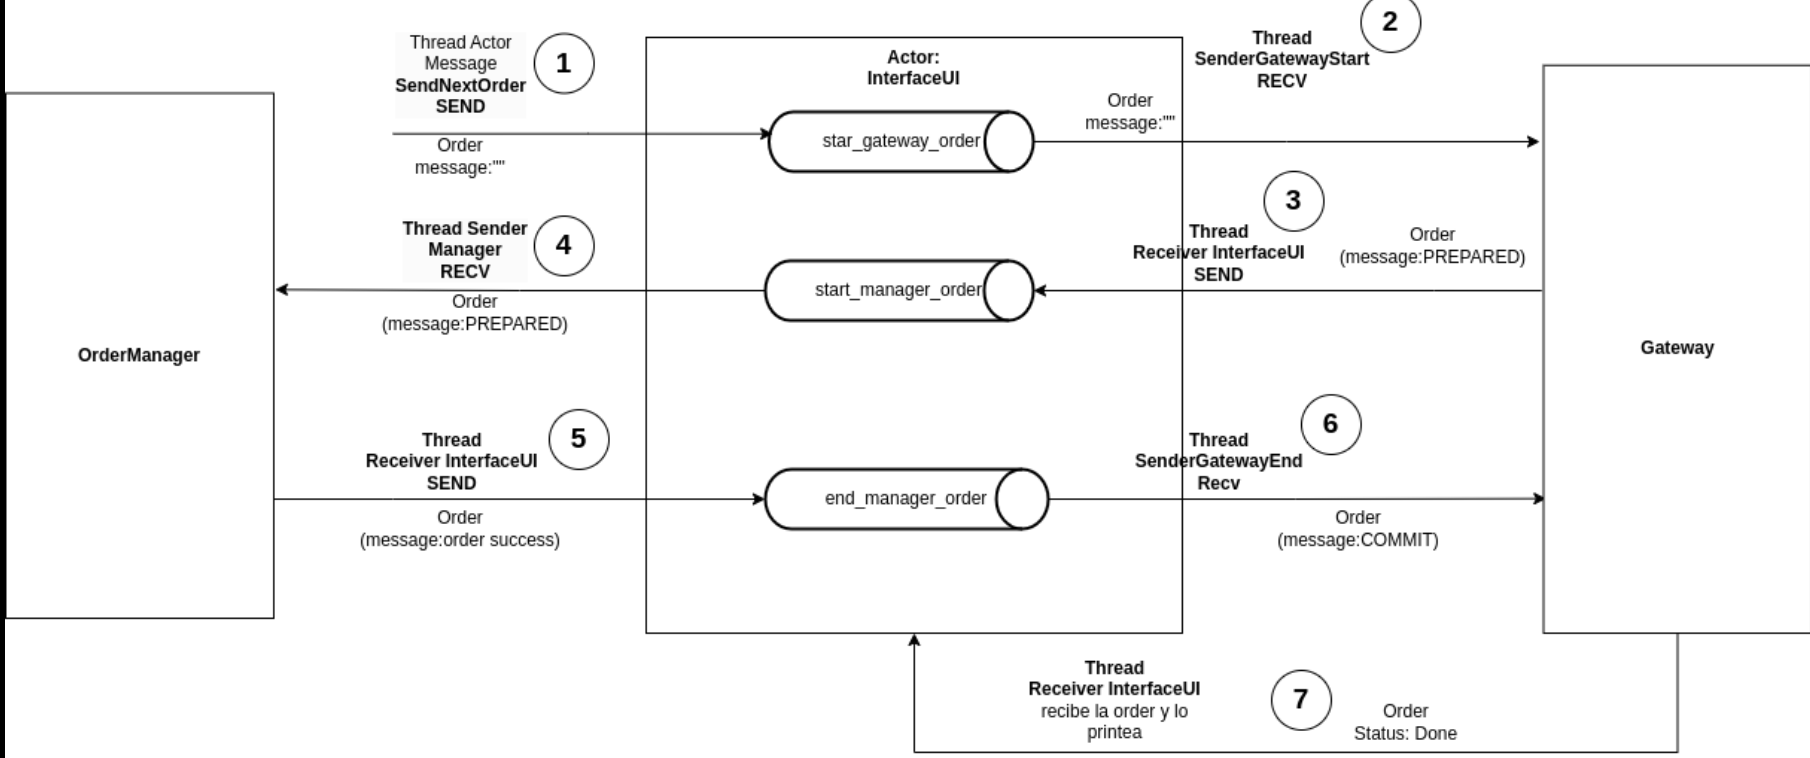 Thread Actor
Message
SendNextOrder
SEND
1
Order
message:""
Actor:
InterfaceUI
star_gateway_order
Thread
SenderGatewayStart
RECV
2
Order
message:""
Thread
Receiver InterfaceUI
SEND
3
Order
(message:PREPARED)
start_manager_order
Thread Sender
Manager
RECV
4
Order
(message:PREPARED)
OrderManager
Gateway
Thread
Receiver InterfaceUI
SEND
5
Order
(message:order success)
end_manager_order
Thread
SenderGatewayEnd
Recv
6
Order
(message:COMMIT)
Thread
Receiver InterfaceUI
recibe la order y lo
printea
7
Order
Status: Done